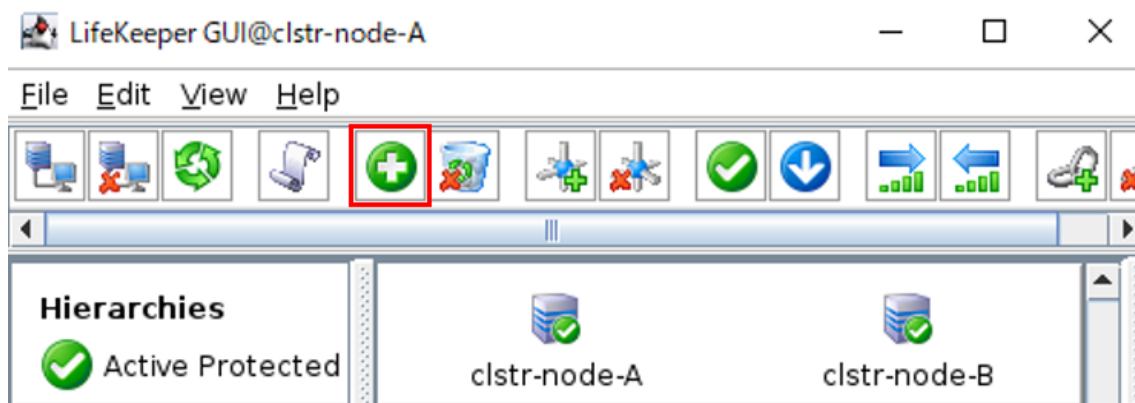 LifeKeeper GUI@clstr-node-A
File Edit View Help
Hierarchies
Active Protected
clstr-node-A
clstr-node-B